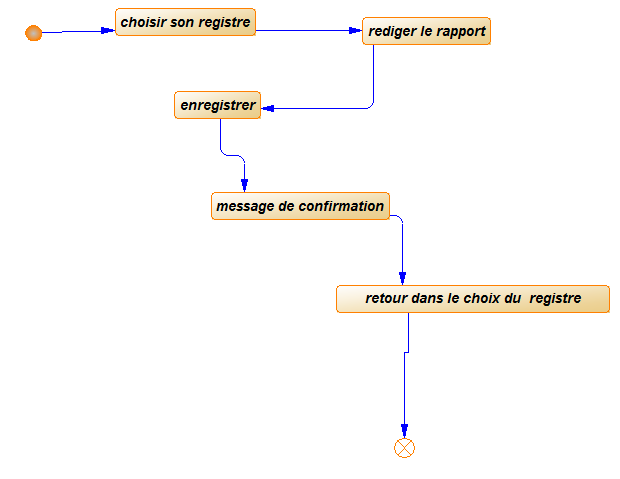 choisir son registre
rediger le rapport
enregistrer
message de confirmation
retour dans le choix du registre